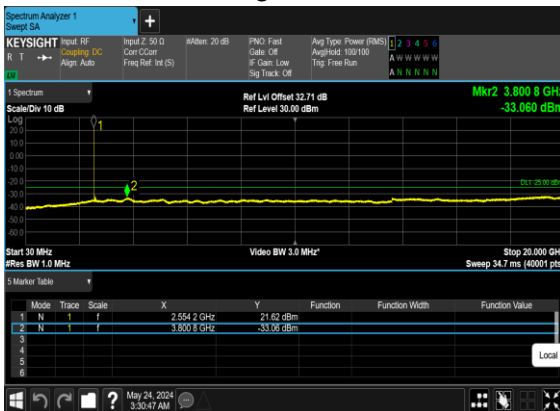 Spectrum Analyzer 1
Swept SA
+
KEYSIGHT Input: RF Input Z: 50 Ω #Atten: 20 dB PNO: Fast Avg Type: Power (RMS) 1 2 3 4 5 6
R T Coupling: DC Corr CCorr Gate: Off Avg|Hold: 100/100 A W W W W W
Align: Auto Freq Ref: Int (S) IF Gain: Low Trig: Free Run
LV Sig Track: Off A N N N N N
1 Spectrum Ref Lvl Offset 32.71 dB Mkr2 3.800 8 GHz
Scale/Div 10 dB Ref Level 30.00 dBm -33.060 dBm
Log
20.0
10.0
0.00
-10.0
-20.0
-30.0
-40.0
-50.0
-60.0
1
2
DL1 -25.00 dBm
Start 30 MHz Video BW 3.0 MHz* Stop 20.000 GHz
#Res BW 1.0 MHz Sweep 34.7 ms (40001 pts)
5 Marker Table
Mode Trace Scale X Y Function Function Width Function Value
1 N 1 f 2.554 2 GHz 21.62 dBm
2 N 1 f 3.800 8 GHz -33.06 dBm
3
4
5
6
Local
?
May 24, 2024
3:30:47 AM